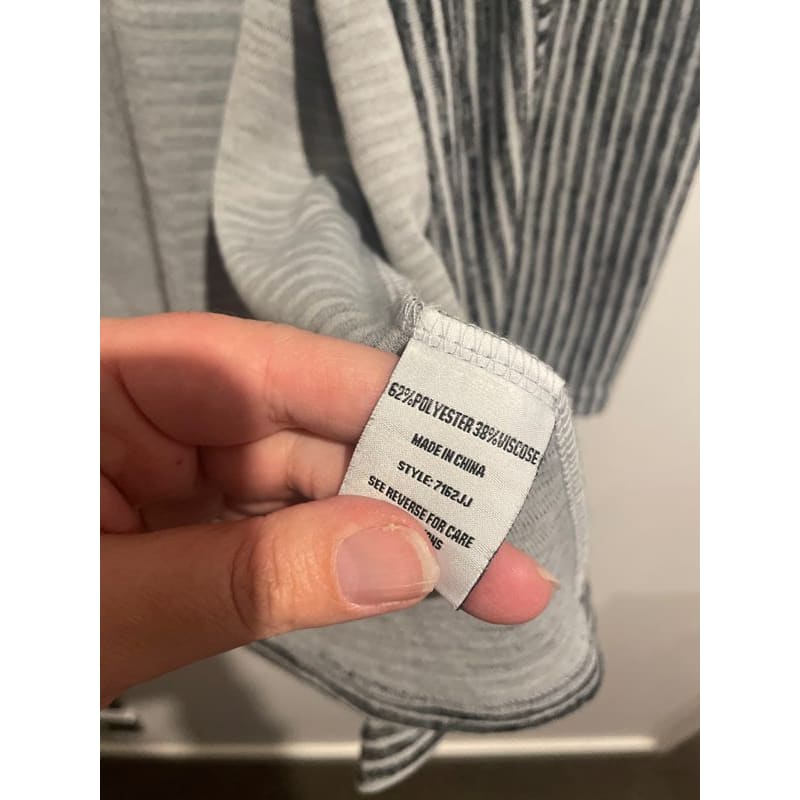 62%POLYESTER 38%VISCOSE
MADE IN CHINA
STYLE: 7162JJ
SEE REVERSE FOR CARE